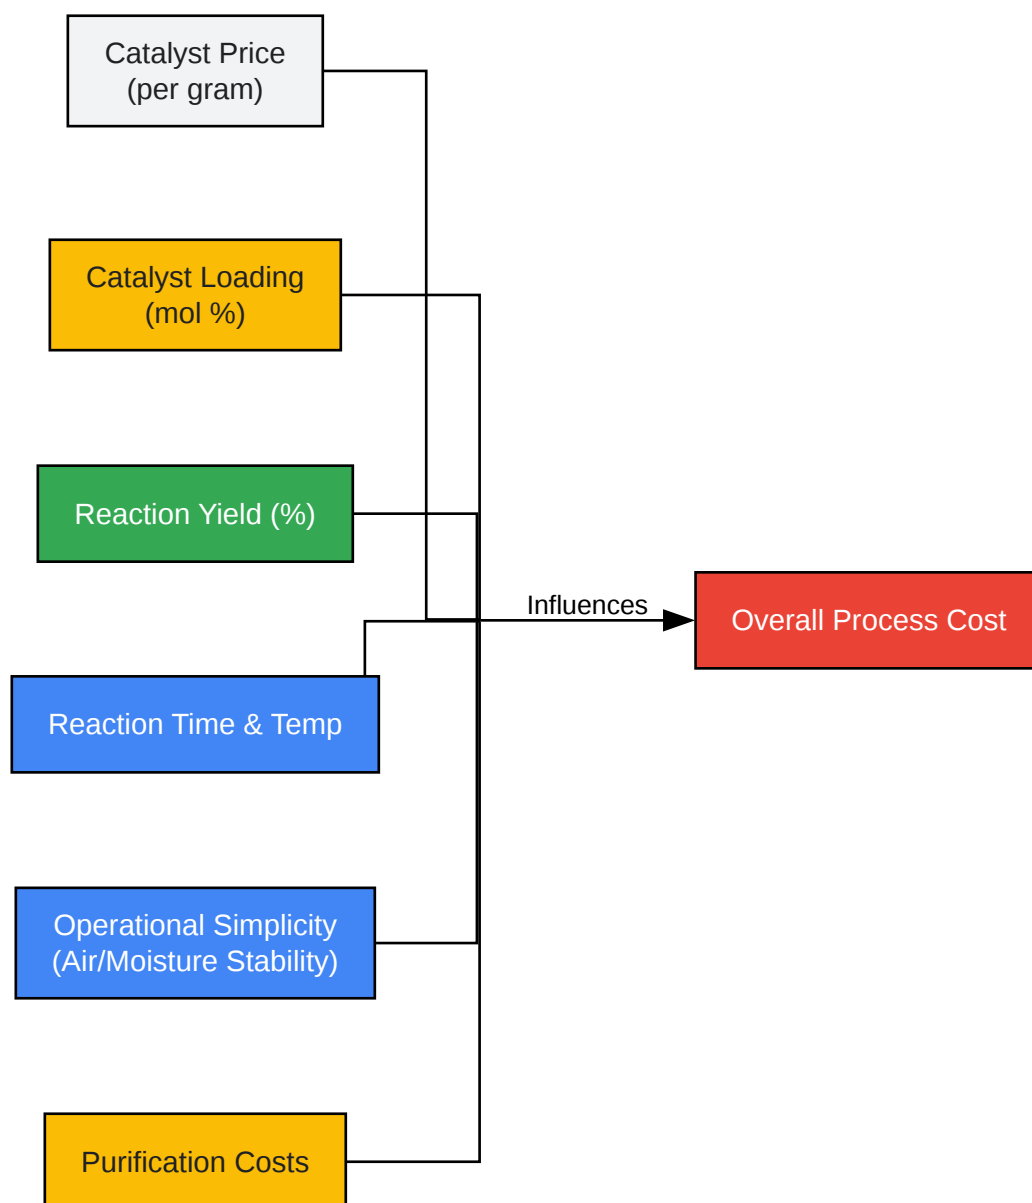 Catalyst Price
(per gram)
Catalyst Loading
(mol %)
Reaction Yield (%)
Influences
Overall Process Cost
Reaction Time & Temp
Operational Simplicity
(Air/Moisture Stability)
Purification Costs